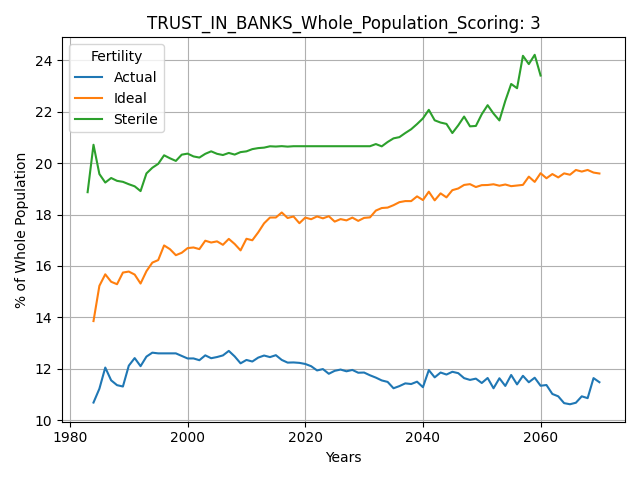 TRUST_IN_BANKS_Whole_Population_Scoring: 3
Fertility
Actual
Ideal
Sterile
% of Whole Population
24
22
20
18
16
14
12
10
1980 2000 2020 2040 2060
Years